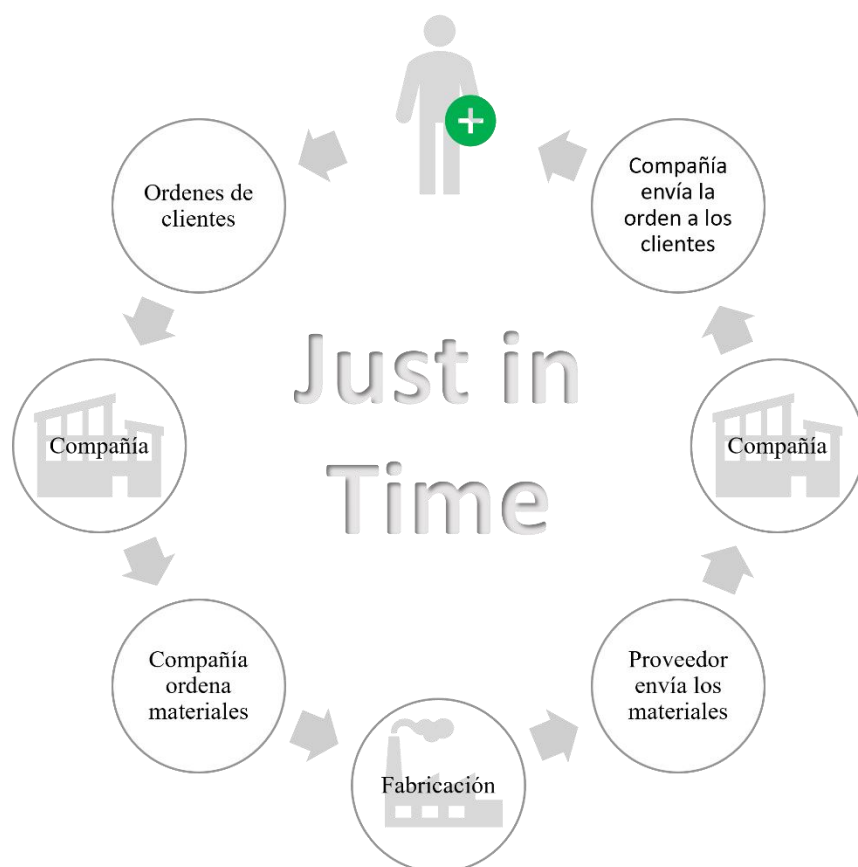 Ordenes de
clientes
Compañía
envía la
orden a los
clientes
Just in
Time
Compañía
Compañía
Compañía
ordena
materiales
Proveedor
envía los
materiales
Fabricación